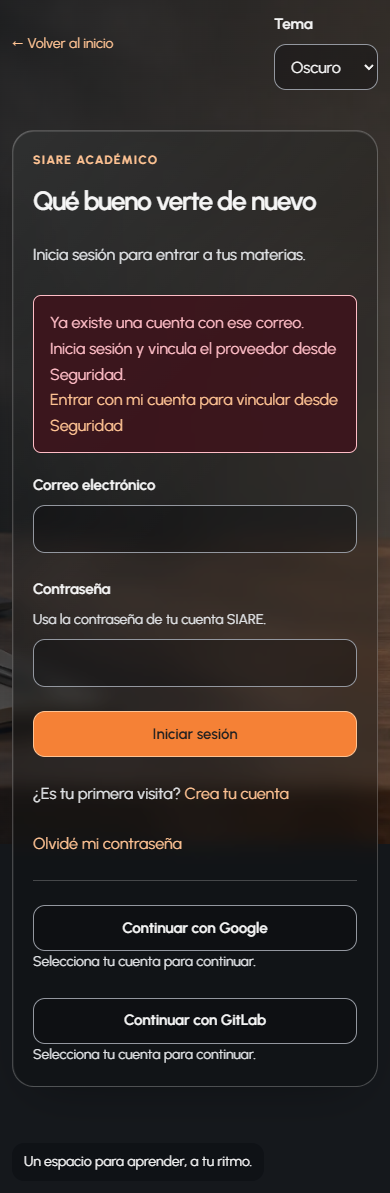 ← Volver al inicio
Tema
Oscuro
SIARE ACADÉMICO
Qué bueno verte de nuevo
Inicia sesión para entrar a tus materias.
Ya existe una cuenta con ese correo.
Inicia sesión y vincula el proveedor desde
Seguridad.
Entrar con mi cuenta para vincular desde
Seguridad
Correo electrónico
Contraseña
Usa la contraseña de tu cuenta SIARE.
Iniciar sesión
¿Es tu primera visita? Crea tu cuenta
Olvidé mi contraseña
Continuar con Google
Selecciona tu cuenta para continuar.
Continuar con GitLab
Selecciona tu cuenta para continuar.
Un espacio para aprender, a tu ritmo.